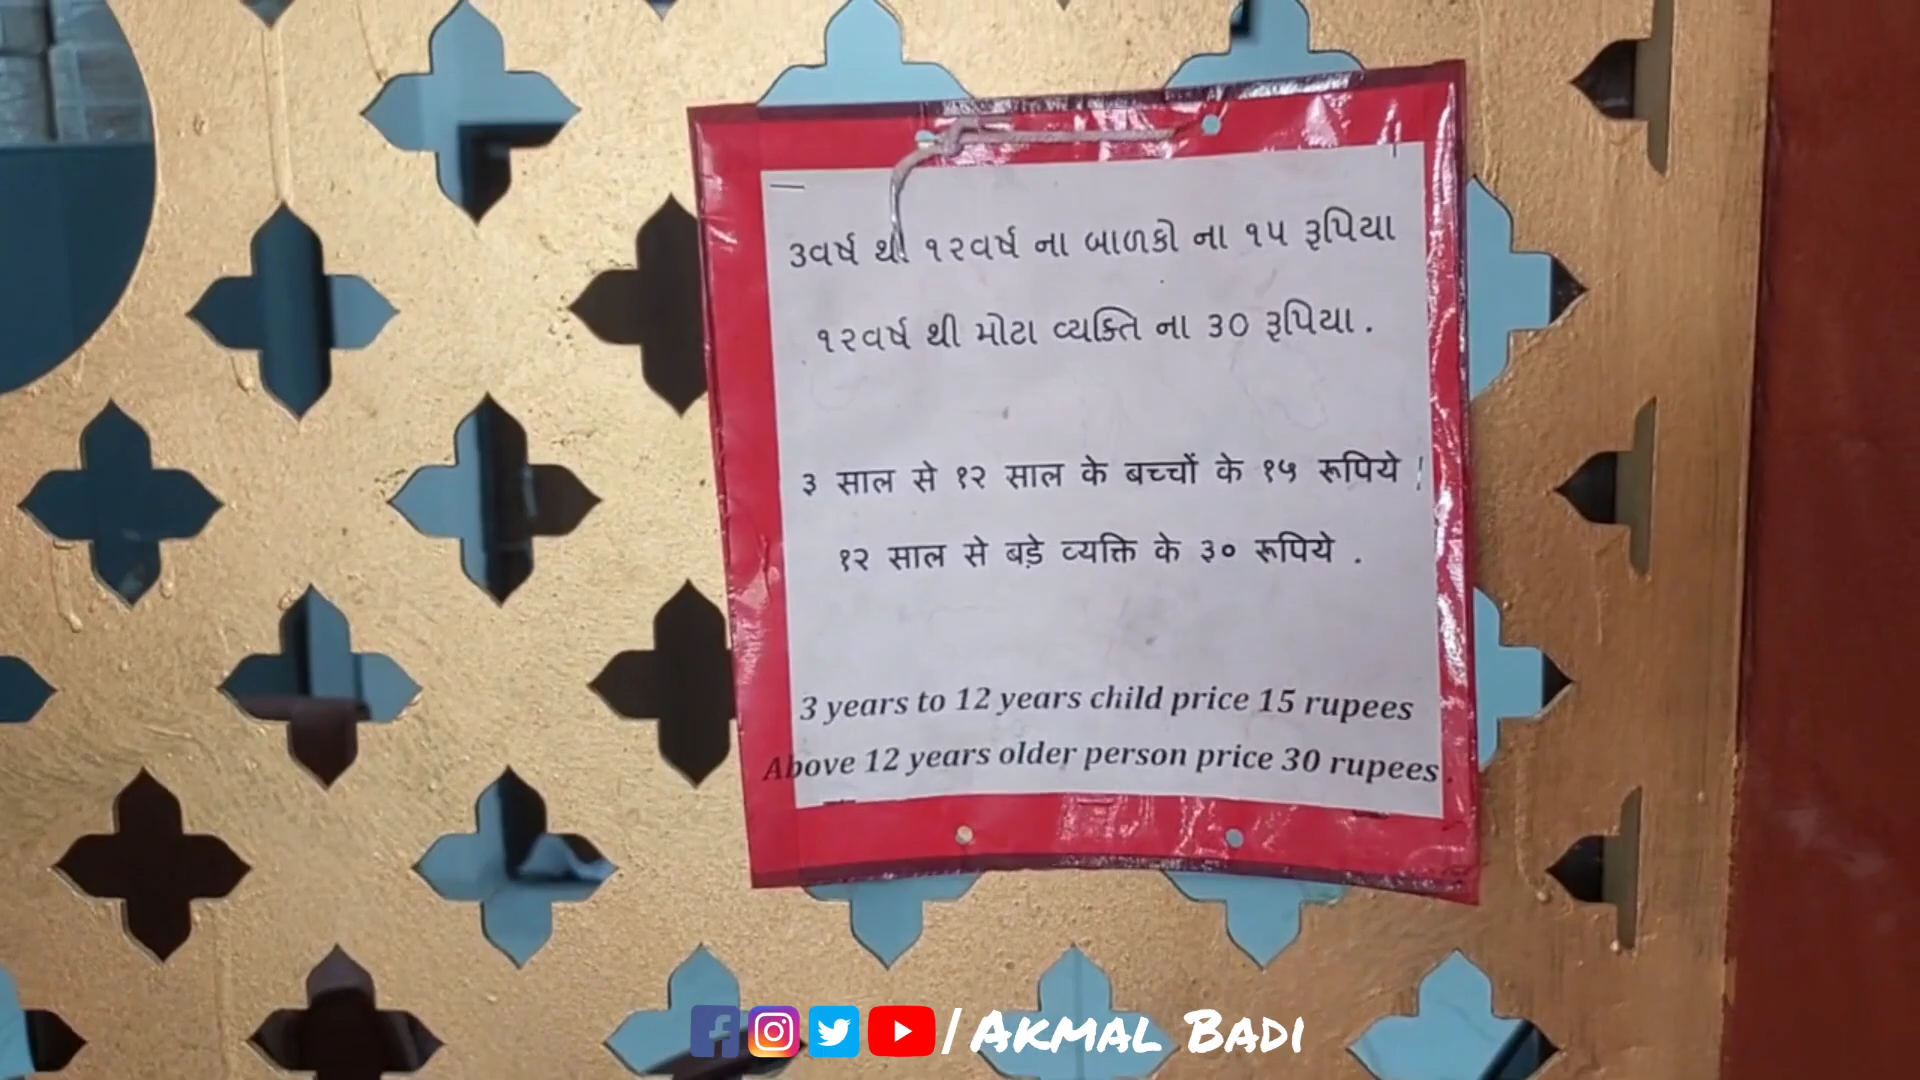 ૩વર્ષ થી ૧૨વર્ષ ના બાળકો ના ૧૫ રૂપિયા
૧૨વર્ષ થી મોટા વ્યક્તિ ના ૩૦ રૂપિયા .
३ साल से १२ साल के बच्चों के १५ रूपिये !
१२ साल से बड़े व्यक्ति के ३० रूपिये .
3 years to 12 years child price 15 rupees
Above 12 years older person price 30 rupees .
/AKMAL BADI